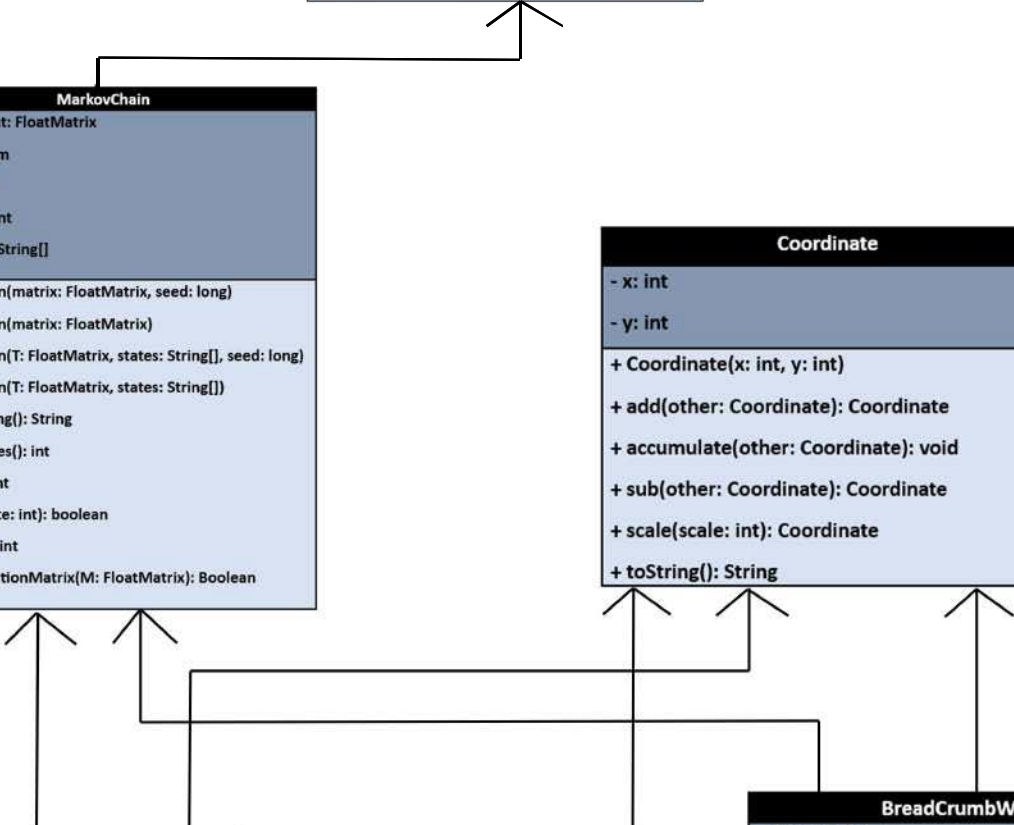 MarkovChain
t: FloatMatrix
m
nt
String[]
n(matrix: FloatMatrix, seed: long)
n(matrix: FloatMatrix)
n(T: FloatMatrix, states: String[], seed: long)
n(T: FloatMatrix, states: String[])
ng(): String
es(): int
nt
te: int): boolean
int
tionMatrix(M: FloatMatrix): Boolean
Coordinate
- x: int
- y: int
+ Coordinate(x: int, y: int)
+ add(other: Coordinate): Coordinate
+ accumulate(other: Coordinate): void
+ sub(other: Coordinate): Coordinate
+ scale(scale: int): Coordinate
+ toString(): String
BreadCrumbW